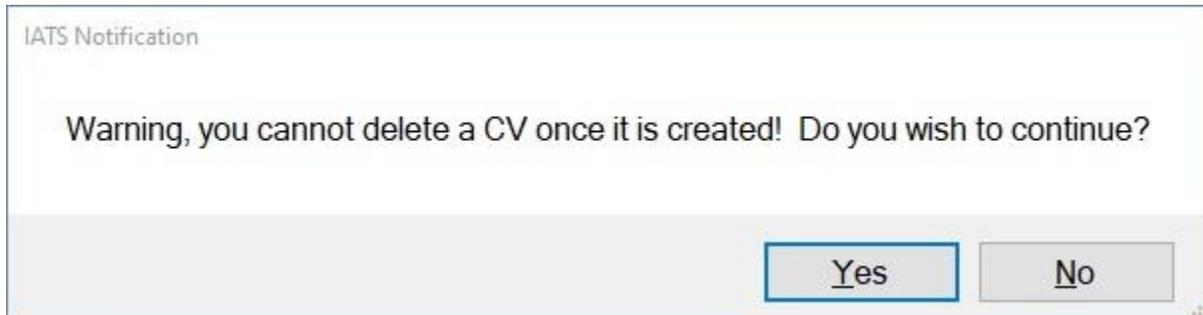 IATS Notification
Warning, you cannot delete a CV once it is created!  Do you wish to continue?
Yes
No